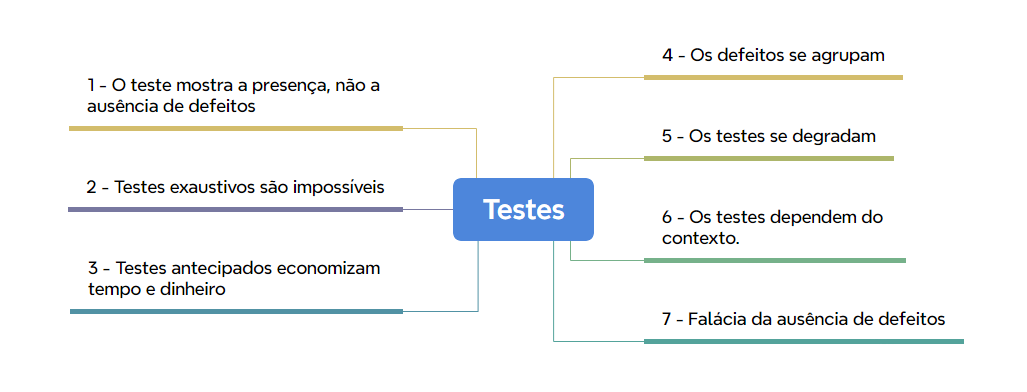 1 - O teste mostra a presença, não a
ausência de defeitos
2 - Testes exaustivos são impossíveis
3 - Testes antecipados economizam
tempo e dinheiro
Testes
4 - Os defeitos se agrupam
5 - Os testes se degradam
6 - Os testes dependem do
contexto.
7 - Falácia da ausência de defeitos